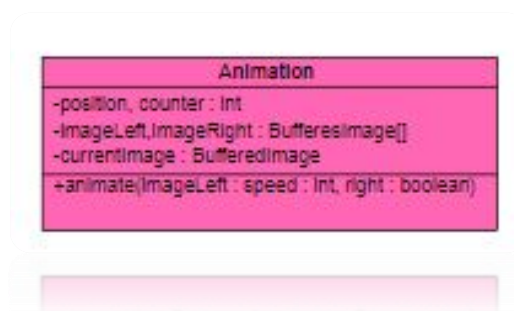 Animation
-position, counter : int
-imageLeft,imageRight : BufferesImage[]
-currentImage : BufferedImage
+animate(imageLeft : speed : int, right : boolean)